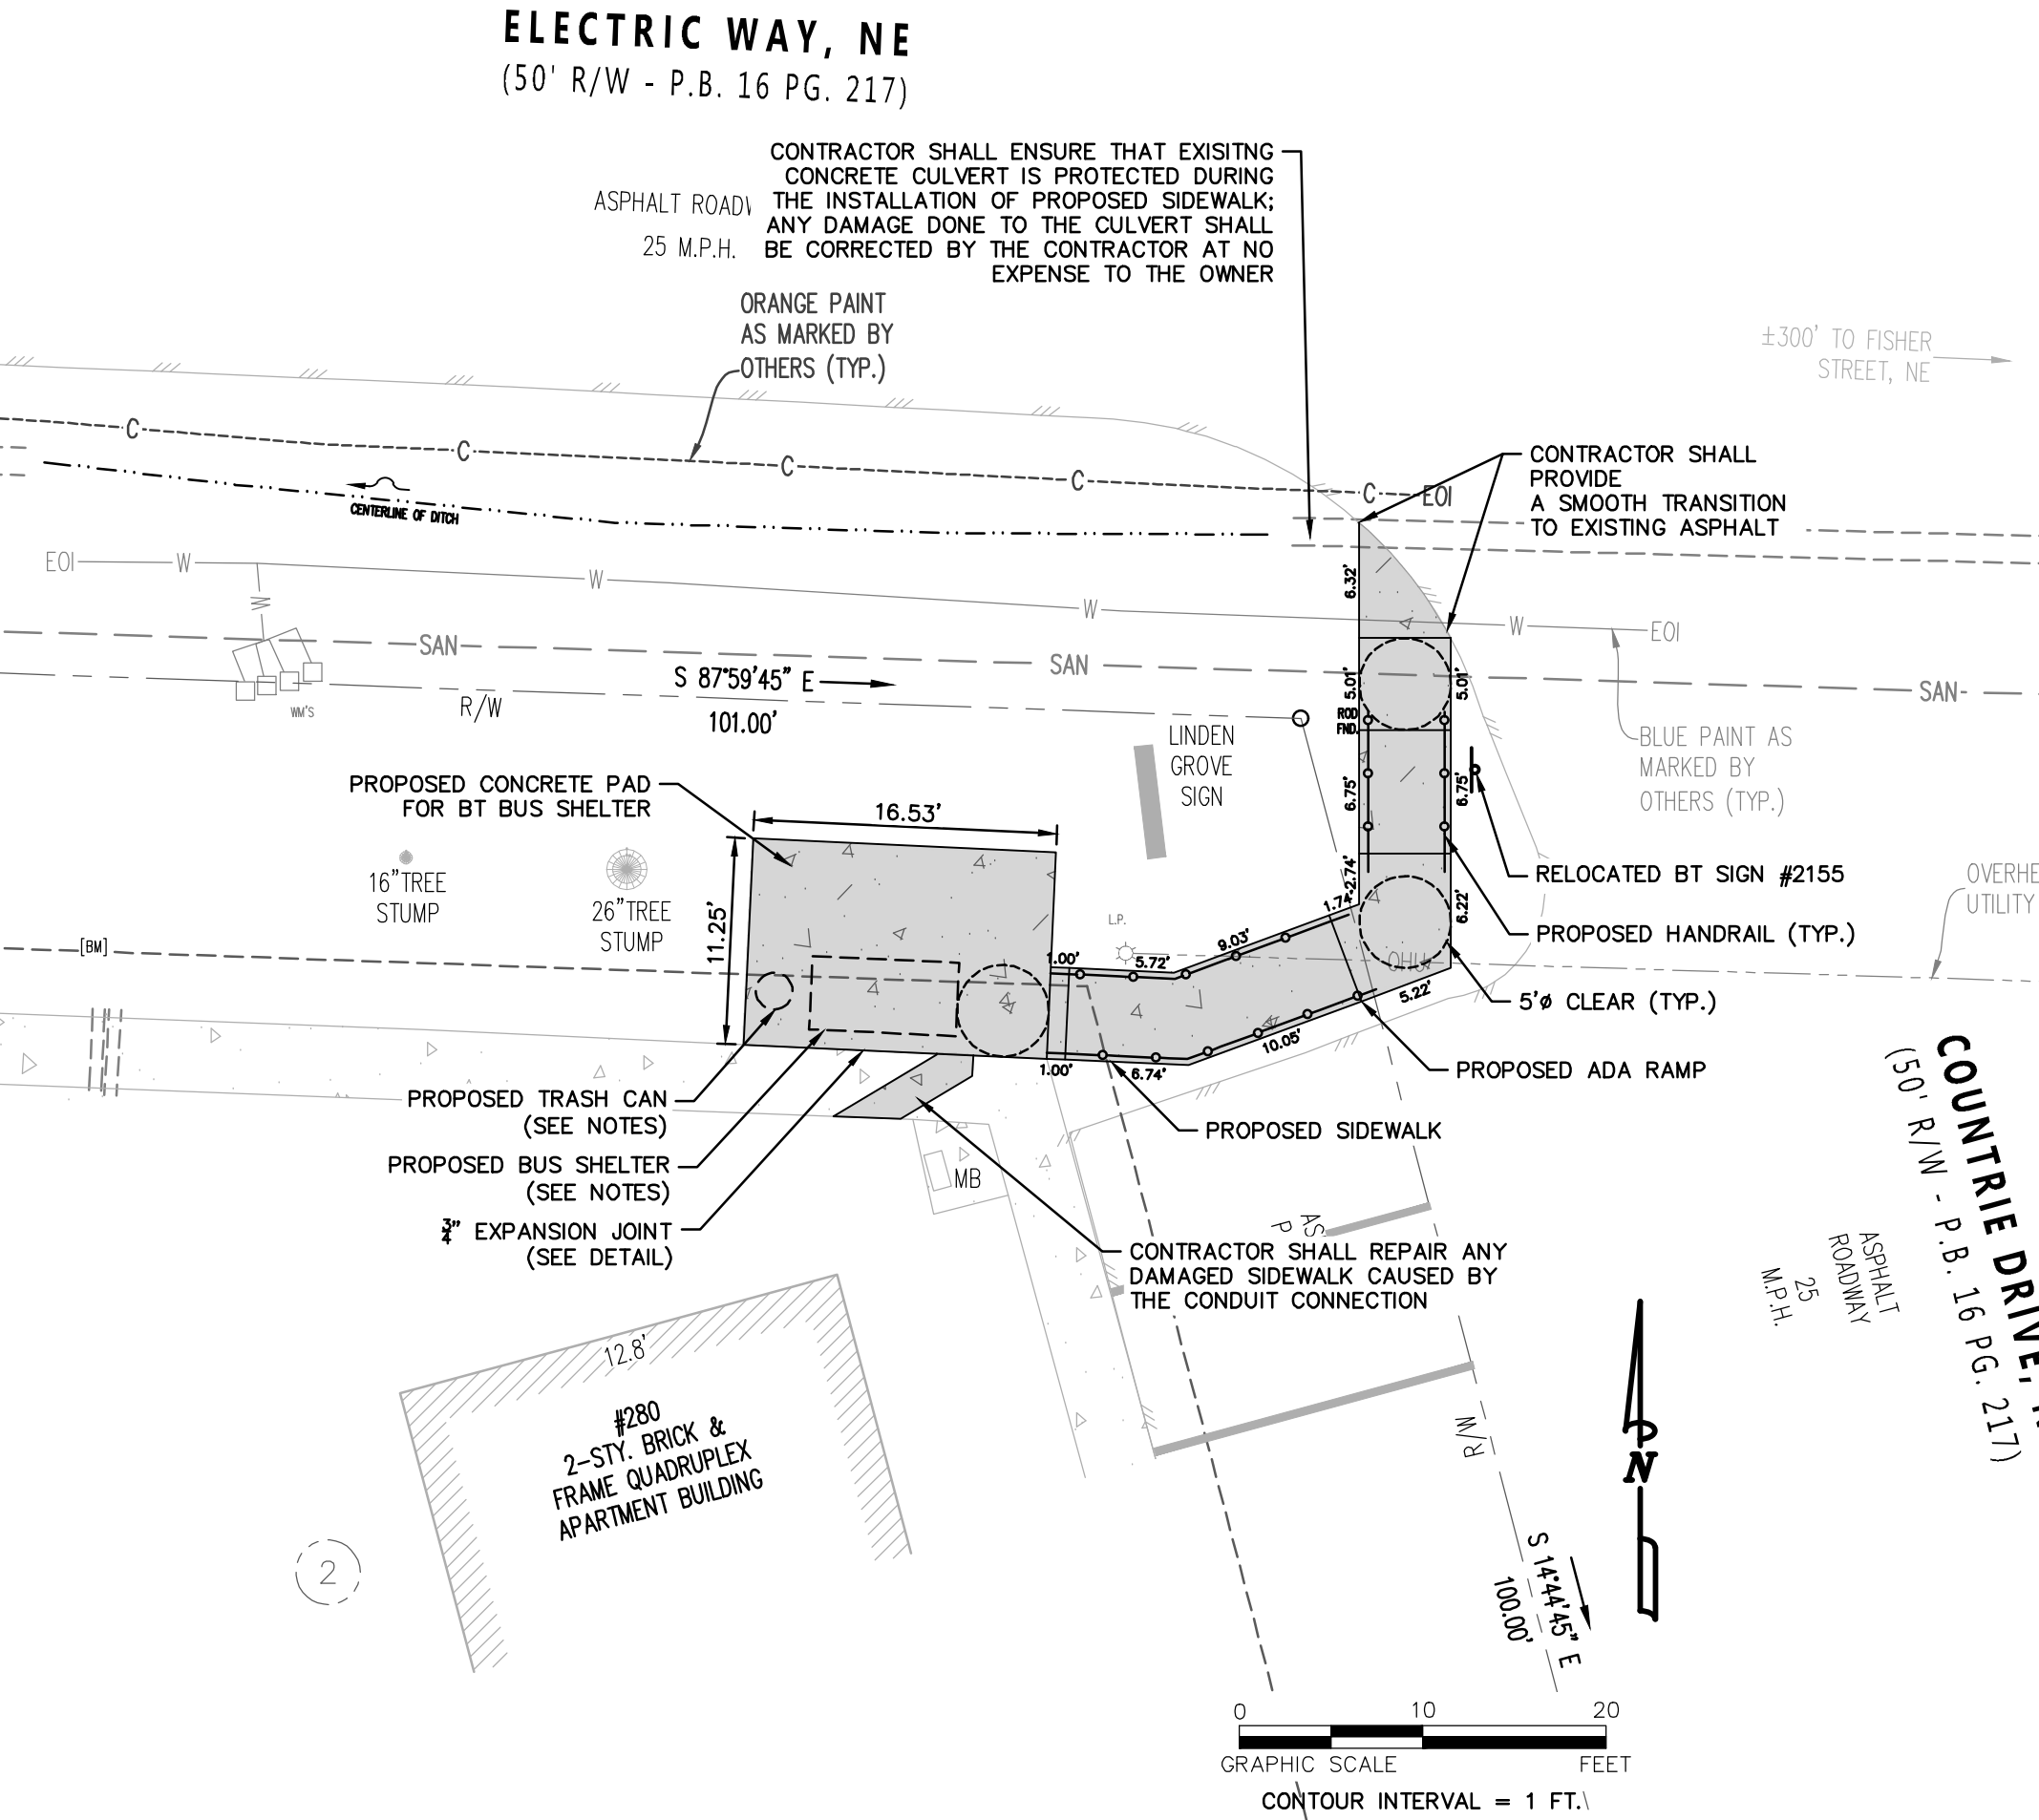 ELECTRIC WAY, NE
(50' R/W - P.B. 16 PG. 217)
CONTRACTOR SHALL ENSURE THAT EXISITNG
CONCRETE CULVERT IS PROTECTED DURING
THE INSTALLATION OF PROPOSED SIDEWALK;
ANY DAMAGE DONE TO THE CULVERT SHALL
BE CORRECTED BY THE CONTRACTOR AT NO
EXPENSE TO THE OWNER
ASPHALT
25 M.P.H.
ORANGE PAINT
AS MARKED BY
OTHERS (TYP.)
±300' TO FISHER
STREET, NE
C
C
C
C
C
EOI
CENTERLINE OF DITCH
CONTRACTOR SHALL
PROVIDE
A SMOOTH TRANSITION
TO EXISTING ASPHALT
EOI
W
W
W
W
W
EOI
SAN
SAN
SAN
WM'S
R/W
S 87°59'45" E
101.00'
6.32'
5.01'
5.01'
ROD
FND.
6.75'
6.75'
2.74'
6.22'
1.74'
LINDEN
GROVE
SIGN
BLUE PAINT AS
MARKED BY
OTHERS (TYP.)
PROPOSED CONCRETE PAD
FOR BT BUS SHELTER
16.53'
11.25'
16"TREE
STUMP
26"TREE
STUMP
[BM]
L.P.
RELOCATED BT SIGN #2155
PROPOSED HANDRAIL (TYP.)
5'ø CLEAR (TYP.)
PROPOSED ADA RAMP
PROPOSED SIDEWALK
UTILITY
OHU
1.00'
5.72'
9.03'
5.22'
10.05'
1.00'
6.74'
PROPOSED TRASH CAN
(SEE NOTES)
PROPOSED BUS SHELTER
(SEE NOTES)
¾" EXPANSION JOINT
(SEE DETAIL)
MB
CONTRACTOR SHALL REPAIR ANY
DAMAGED SIDEWALK CAUSED BY
THE CONDUIT CONNECTION
COUNTRIE DRIVE,
(50' R/W - P.B. 16 PG. 217)
ASPHALT
ROADWAY
25
M.P.H.
12.8'
#280
2-STY. BRICK &
FRAME QUADRUPLEX
APARTMENT BUILDING
2
R/W
N
S 14°44'45" E
100.00'
0 10 20
GRAPHIC SCALE FEET
CONTOUR INTERVAL = 1 FT.